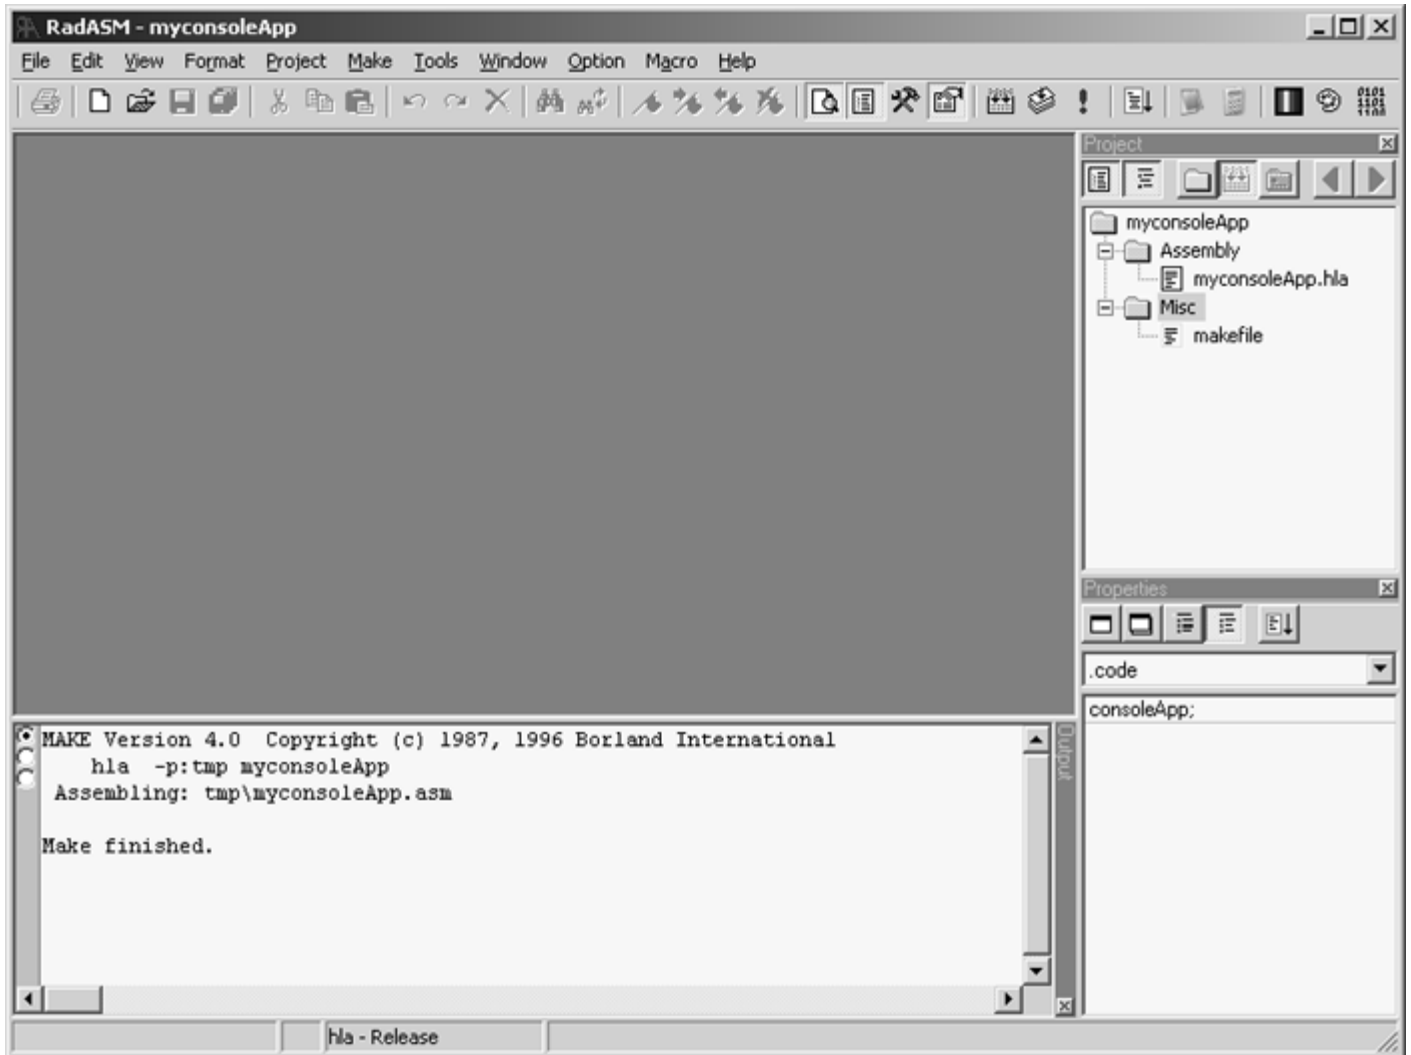 RadASM - myconsoleApp
File Edit View Format Project Make Tools Window Option Macro Help
Project
myconsoleApp
Assembly
myconsoleApp.hla
Misc
makefile
Properties
.code
consoleApp;
MAKE Version 4.0  Copyright (c) 1987, 1996 Borland International
hla  -p:tmp myconsoleApp
Assembling: tmp\myconsoleApp.asm
Make finished.
Output
hla - Release